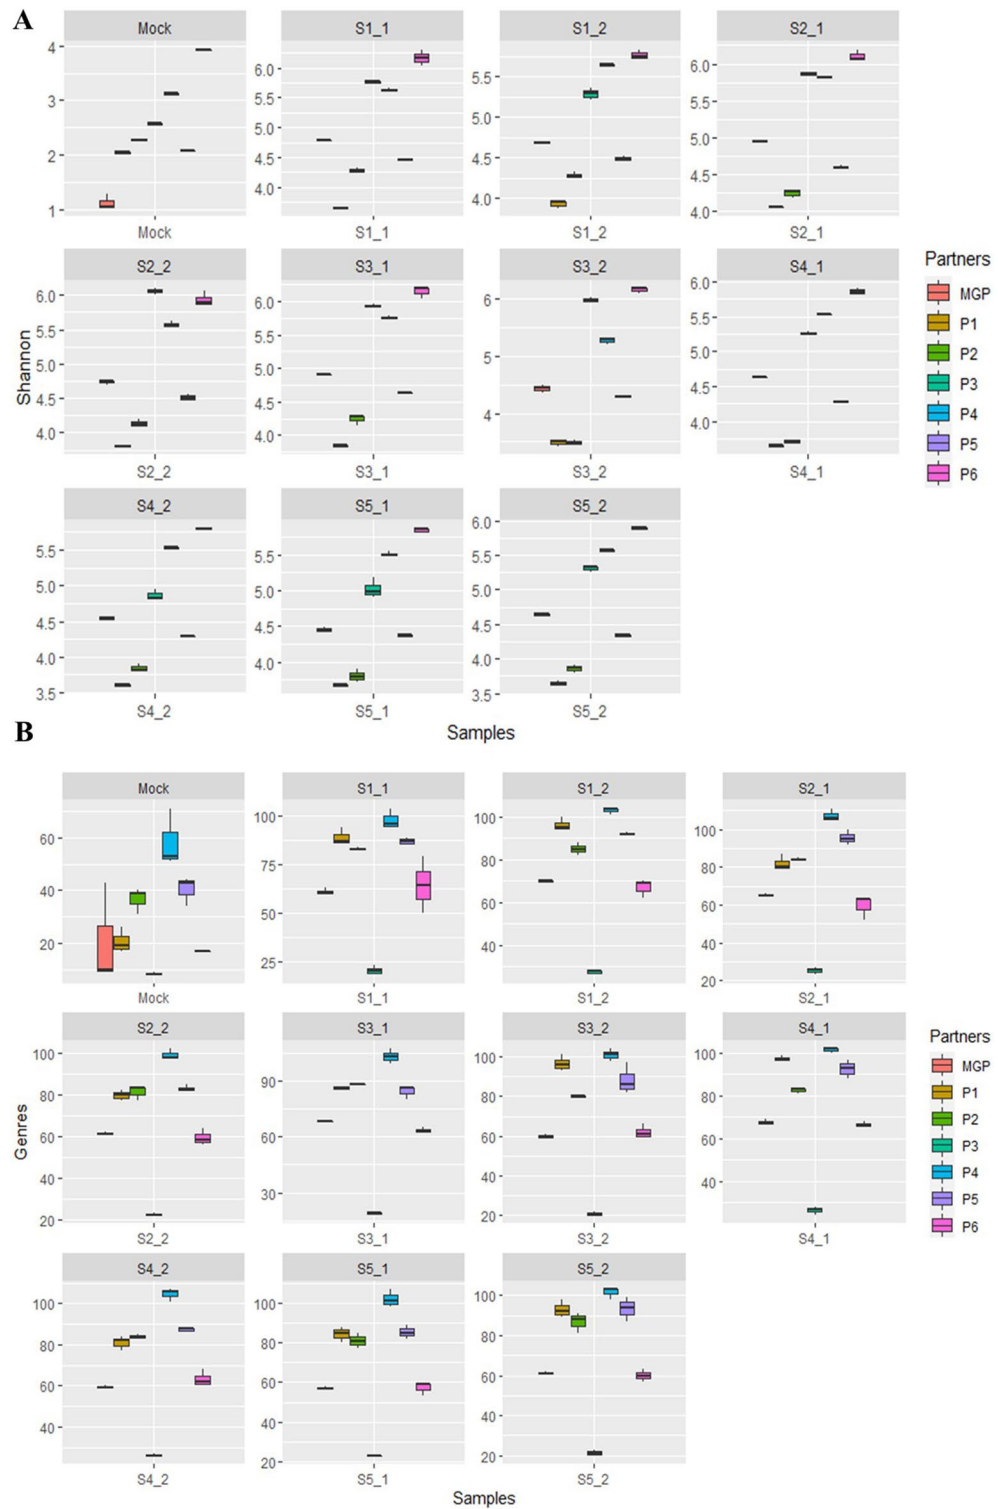 A
Mock S1_1 S1_2 S2_1
4 3 2 1
6.0 5.5 5.0 4.5 4.0
5.5 5.0 4.5 4.0
6.0 5.5 5.0 4.5 4.0
Mock S1_1 S1_2 S2_1
S2_2 S3_1 S3_2 S4_1
6.0 5.5 5.0 4.5 4.0
6.0 5.5 5.0 4.5 4.0
6 5 4
5.5 5.0 4.5 4.0
S2_2 S3_1 S3_2 S4_1
S4_2 S5_1 S5_2
5.5 5.0 4.5 4.0 3.5
5.5 5.0 4.5 4.0
6.0 5.5 5.0 4.5 4.0 3.5
S4_2 S5_1 S5_2
Shannon
Samples
Partners
MGP
P1
P2
P3
P4
P5
P6
B
Mock S1_1 S1_2 S2_1
60 40 20
100 75 50 25
100 80 60 40
100 80 60 40 20
Mock S1_1 S1_2 S2_1
S2_2 S3_1 S3_2 S4_1
100 80 60 40 20
90 60 30
100 80 60 40 20
100 80 60 40
S2_2 S3_1 S3_2 S4_1
S4_2 S5_1 S5_2
100 80 60 40
100 80 60 40 20
100 80 60 40 20
S4_2 S5_1 S5_2
Genres
Samples
Partners
MGP
P1
P2
P3
P4
P5
P6